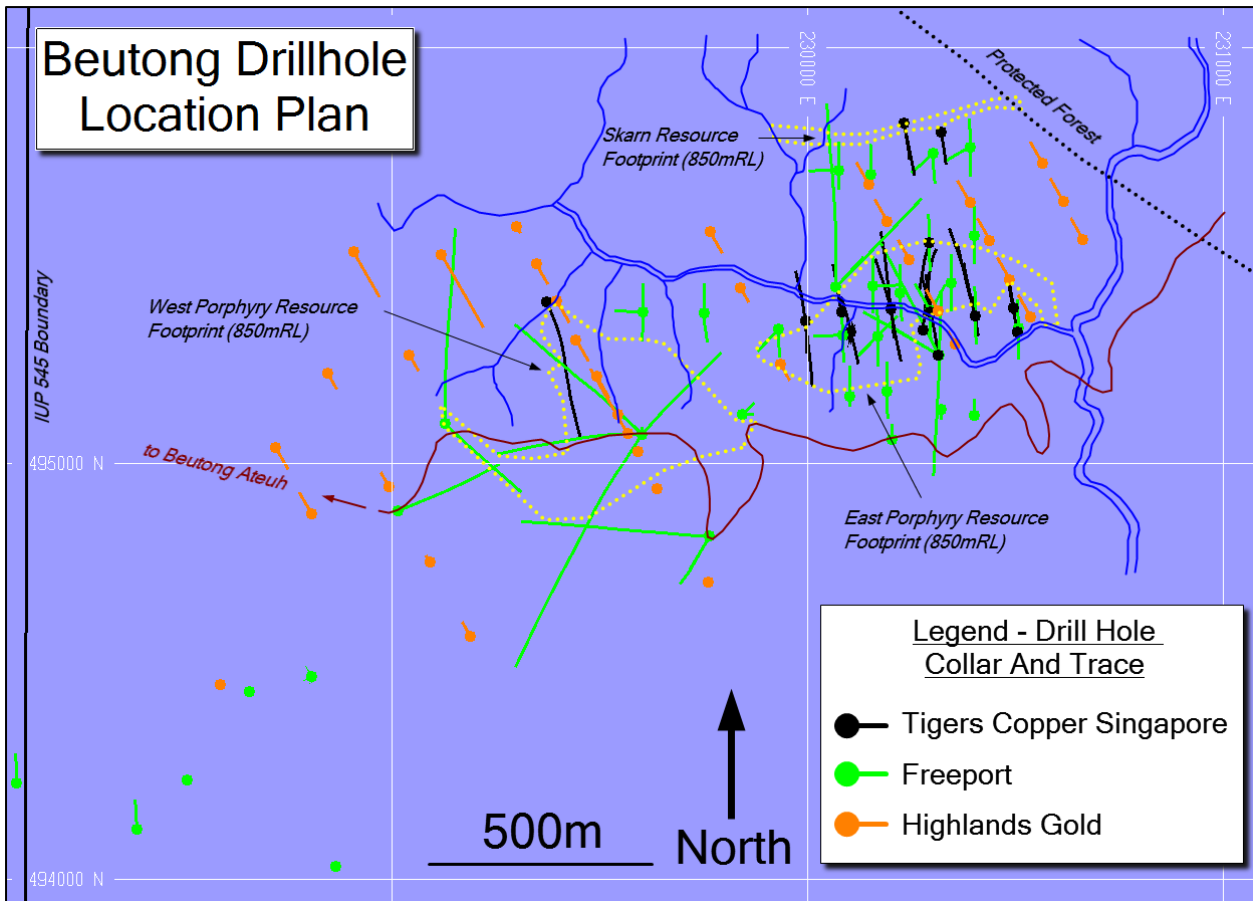 Beutong Drillhole
Location Plan
230000 E
231000 E
Protected Forest
Skarn Resource
Footprint (850mRL)
IUP 545 Boundary
West Porphyry Resource
Footprint (850mRL)
495000 N
to Beutong Ateuh
East Porphyry Resource
Footprint (850mRL)
Legend - Drill Hole
Collar And Trace
Tigers Copper Singapore
Freeport
Highlands Gold
500m
North
494000 N